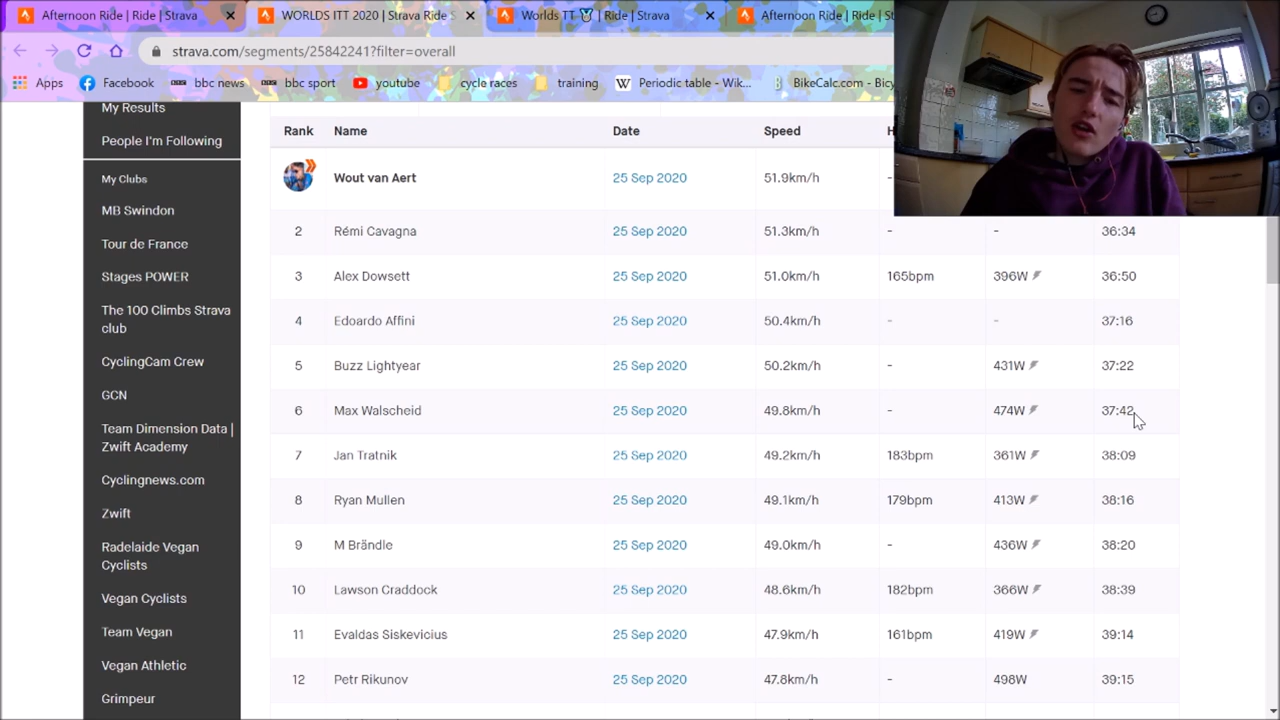 Afternoon Ride | Ride | Strava
WORLDS ITT 2020 | Strava Ride S
Worlds TT 🥇 | Ride | Strava
Afternoon Ride | Ride | St
strava.com/segments/25842241?filter=overall
Apps
Facebook
bbc news
bbc sport
youtube
cycle races
training
Periodic table - Wik...
BikeCalc.com - Bicy
My Results
People I'm Following
My Clubs
MB Swindon
Tour de France
Stages POWER
The 100 Climbs Strava
club
CyclingCam Crew
GCN
Team Dimension Data |
Zwift Academy
Cyclingnews.com
Zwift
Radelaide Vegan
Cyclists
Vegan Cyclists
Team Vegan
Vegan Athletic
Grimpeur
Rank Name Date Speed H
Wout van Aert 25 Sep 2020 51.9km/h -
2 Rémi Cavagna 25 Sep 2020 51.3km/h - - 36:34
3 Alex Dowsett 25 Sep 2020 51.0km/h 165bpm 396W 36:50
4 Edoardo Affini 25 Sep 2020 50.4km/h - - 37:16
5 Buzz Lightyear 25 Sep 2020 50.2km/h - 431W 37:22
6 Max Walscheid 25 Sep 2020 49.8km/h - 474W 37:42
7 Jan Tratnik 25 Sep 2020 49.2km/h 183bpm 361W 38:09
8 Ryan Mullen 25 Sep 2020 49.1km/h 179bpm 413W 38:16
9 M Brändle 25 Sep 2020 49.0km/h - 436W 38:20
10 Lawson Craddock 25 Sep 2020 48.6km/h 182bpm 366W 38:39
11 Evaldas Siskevicius 25 Sep 2020 47.9km/h 161bpm 419W 39:14
12 Petr Rikunov 25 Sep 2020 47.8km/h - 498W 39:15